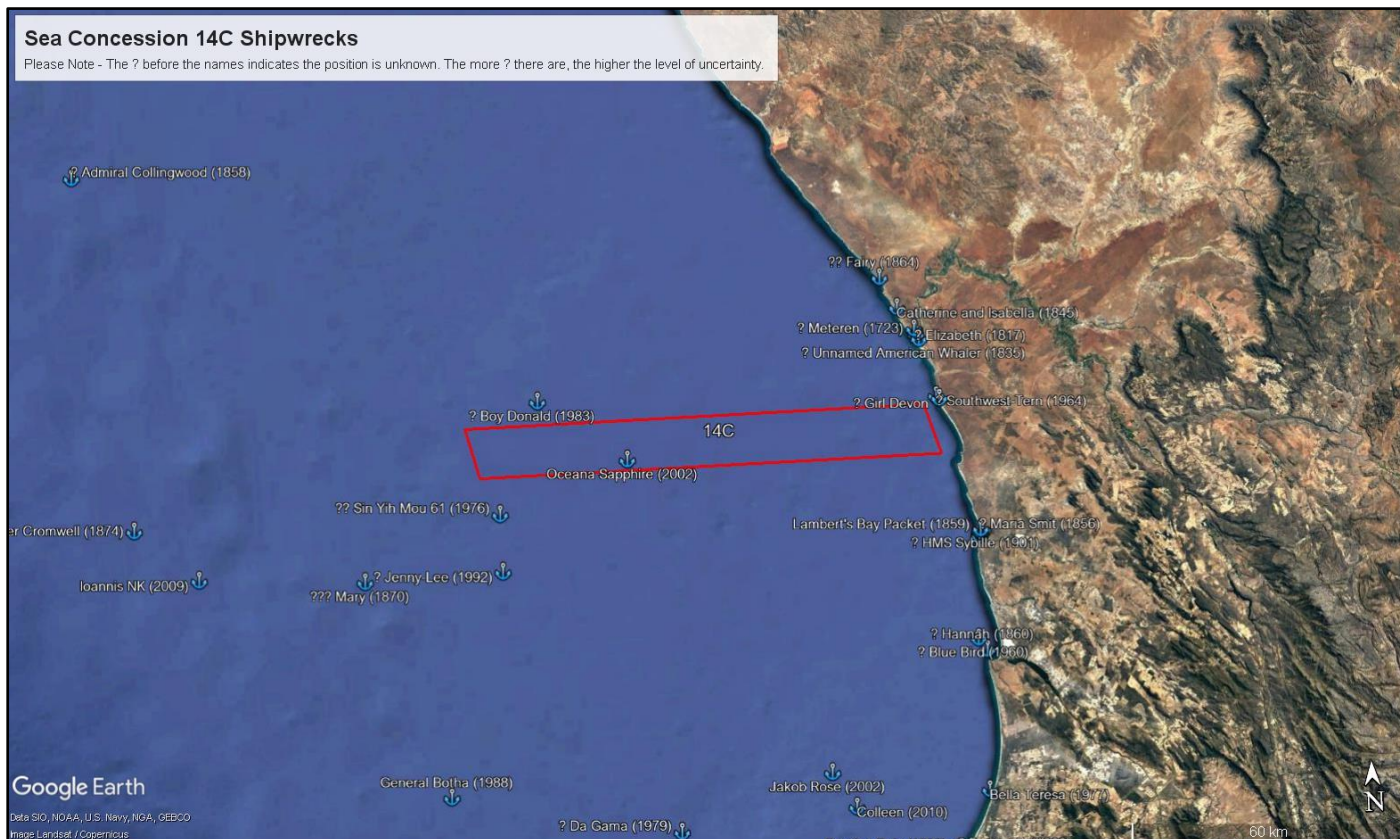 Sea Concession 14C Shipwrecks
Please Note - The ? before the names indicates the position is unknown. The more ? there are, the higher the level of uncertainty.
? Admiral Collingwood (1858)
?? Fairy (1864)
Catherine and Isabella (1845)
? Meteren (1723)
? Elizabeth (1817)
? Unnamed American Whaler (1835)
? Girl Devon
? Southwest-Tern (1964)
? Boy Donald (1983)
14C
Oceana Sapphire (2002)
?? Sin Yih Mou 61 (1976)
Lambert's Bay Packet (1859)
? Maria Smit (1856)
er Cromwell (1874)
? HMS Sybille (1901)
Ioannis NK (2009)
? Jenny-Lee (1992)
??? Mary (1870)
? Hannah (1860)
? Blue Bird (1960)
Google Earth
General Botha (1988)
Jakob Rose (2002)
Bella Teresa (1977)
N
Colleen (2010)
Data SIO, NOAA, U.S. Navy, NGA, GEBCO
Image Landsat / Copernicus
? Da Gama (1979)
60 km